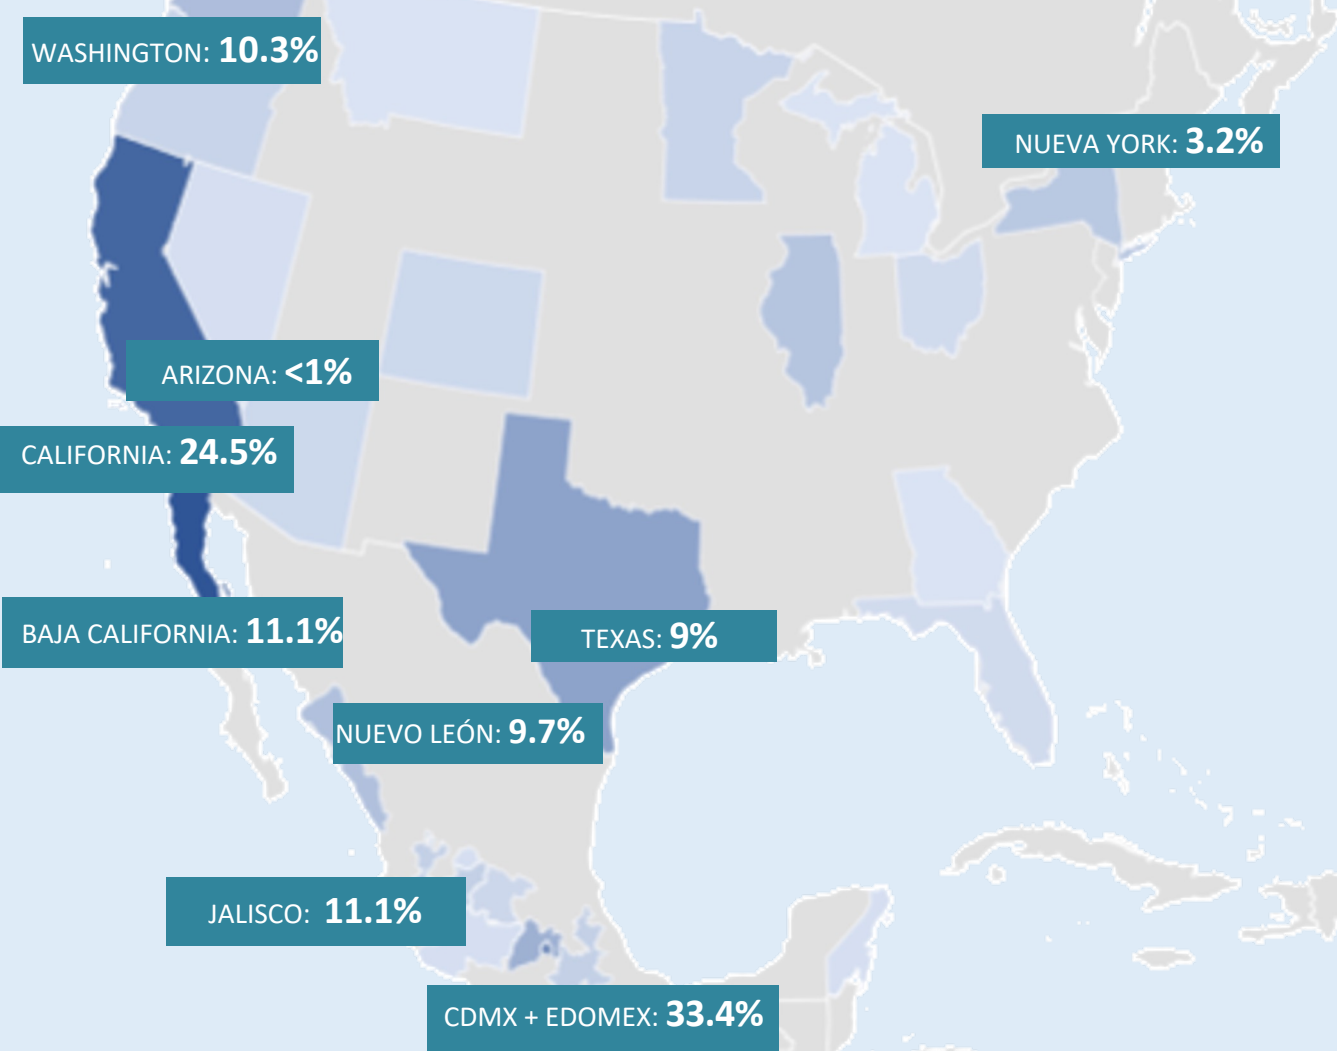 WASHINGTON: 10.3%
NUEVA YORK: 3.2%
ARIZONA: <1%
CALIFORNIA: 24.5%
BAJA CALIFORNIA: 11.1%
TEXAS: 9%
NUEVO LEÓN: 9.7%
JALISCO: 11.1%
CDMX + EDOMEX: 33.4%